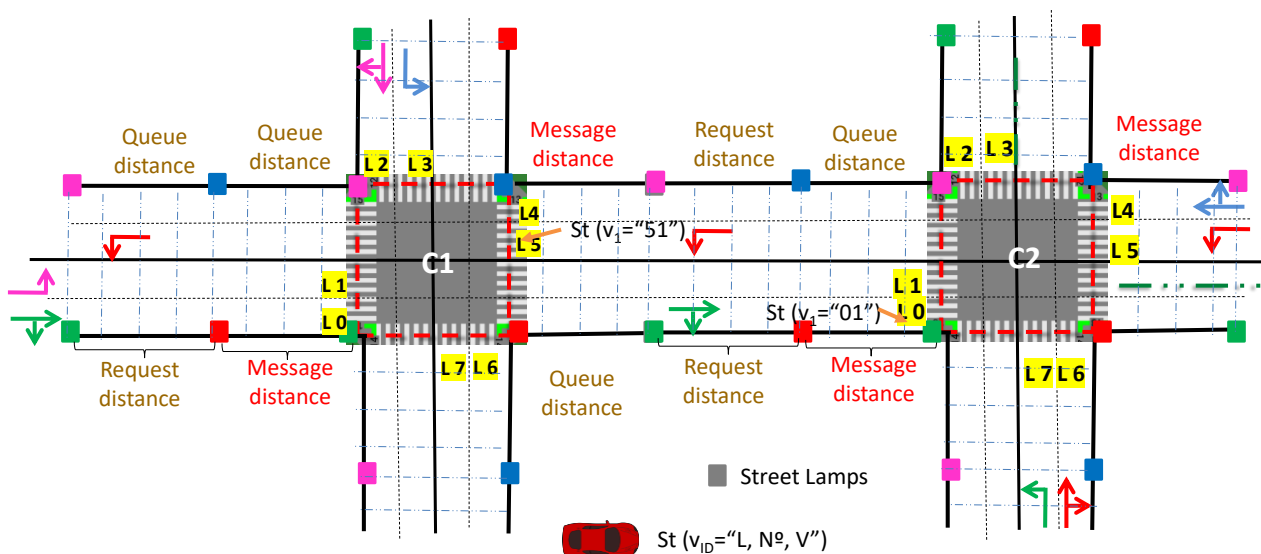 Queue
distance
Queue
distance
Message
distance
Request
distance
Queue
distance
Message
distance
L 2
L 3
L 2
L 3
L4
L 5
St (v1="51")
L4
L 5
C1
C2
L 1
L 0
L 1
L 0
St (v1="01")
L 7
L 6
L 7
L 6
Request
distance
Message
distance
Queue
distance
Request
distance
Message
distance
Street Lamps
St (vID="L, Nº, V")